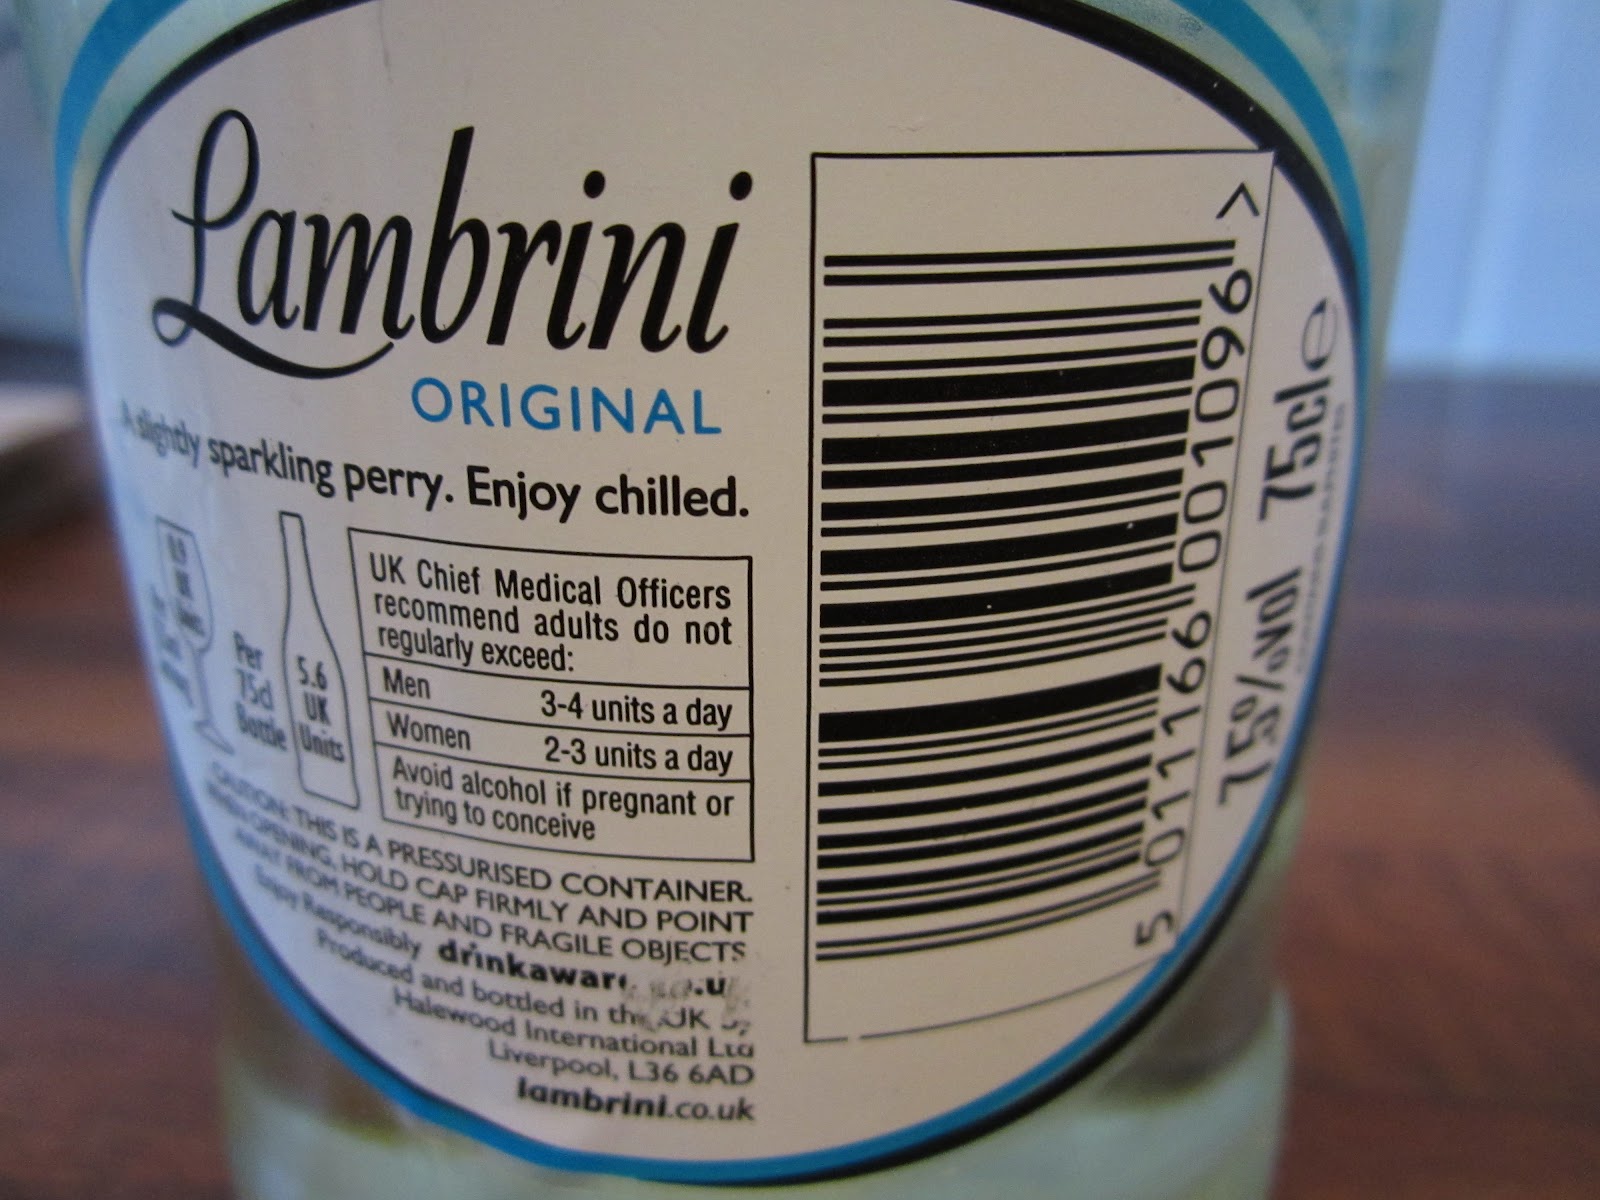 Lambrini
ORIGINAL
A slightly sparkling perry. Enjoy chilled.
0.9
UK
Per
75cl
Bottle
5.6
UK
Units
UK Chief Medical Officers
recommend adults do not
regularly exceed:
Men 3-4 units a day
Women 2-3 units a day
Avoid alcohol if pregnant or
trying to conceive
CAUTION: THIS IS A PRESSURISED CONTAINER.
WHEN OPENING, HOLD CAP FIRMLY AND POINT
AWAY FROM PEOPLE AND FRAGILE OBJECTS
Enjoy Responsibly drinkaware
Produced and bottled in the UK by
Halewood International Ltd
Liverpool, L36 6AD
lambrini.co.uk
5 011166 001096 >
7.5%vol 75cl e